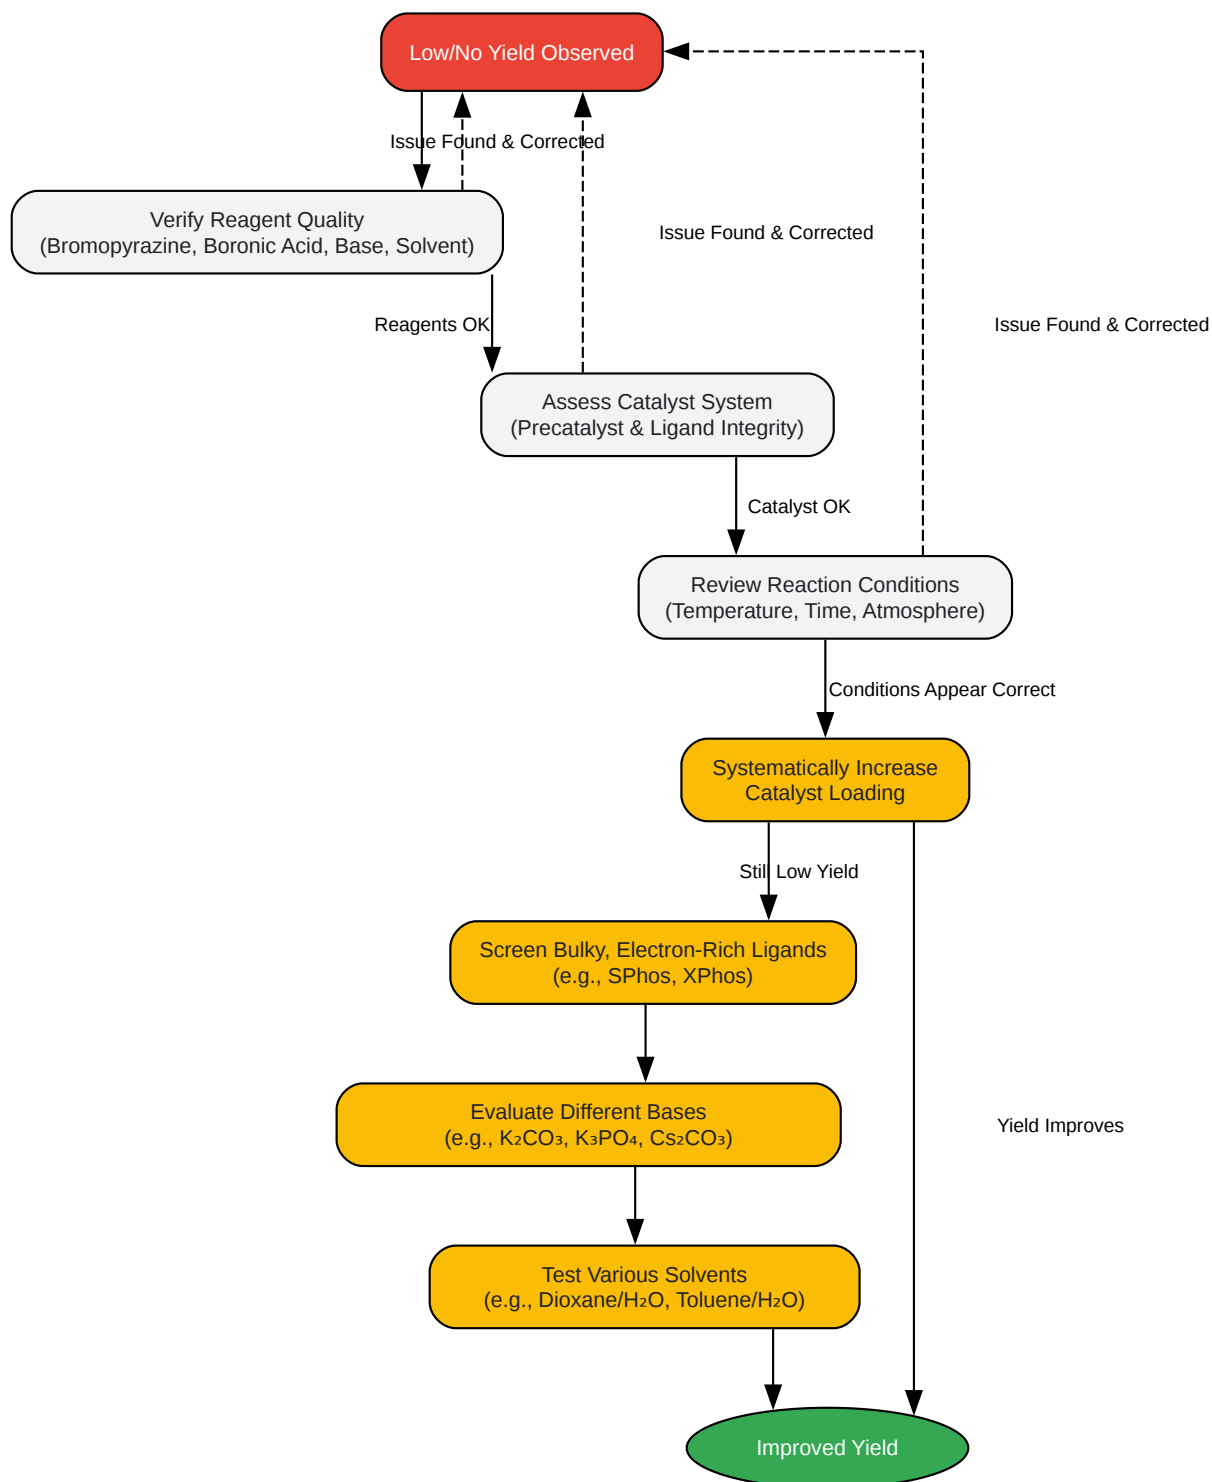 Low/No Yield Observed
Issue Found & Corrected
Verify Reagent Quality
(Bromopyrazine, Boronic Acid, Base, Solvent)
Issue Found & Corrected
Reagents OK
Issue Found & Corrected
Assess Catalyst System
(Precatalyst & Ligand Integrity)
Catalyst OK
Review Reaction Conditions
(Temperature, Time, Atmosphere)
Conditions Appear Correct
Systematically Increase
Catalyst Loading
Still Low Yield
Screen Bulky, Electron-Rich Ligands
(e.g., SPhos, XPhos)
Evaluate Different Bases
(e.g., K₂CO₃, K₃PO₄, Cs₂CO₃)
Yield Improves
Test Various Solvents
(e.g., Dioxane/H₂O, Toluene/H₂O)
Improved Yield